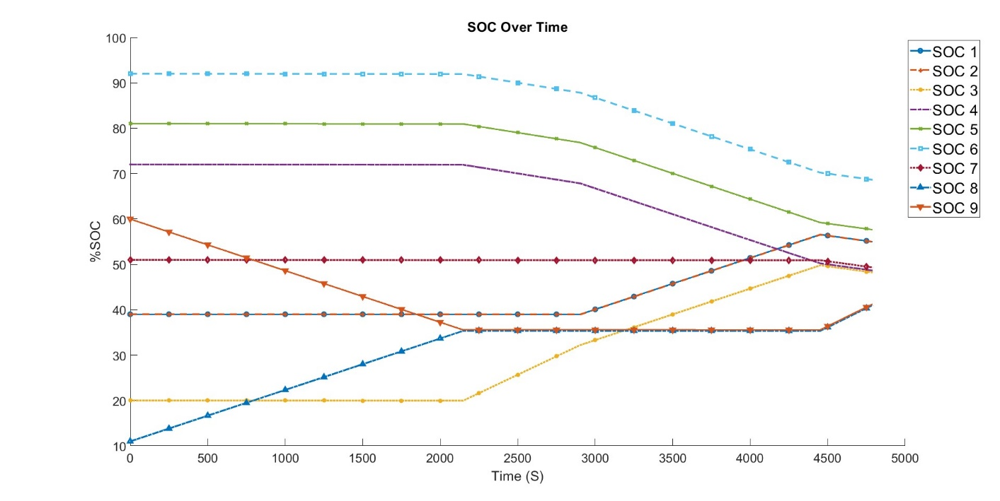 SOC Over Time
100
90
80
70
60
50
40
30
20
10
%SOC
0 500 1000 1500 2000 2500 3000 3500 4000 4500 5000
Time (S)
SOC 1
SOC 2
SOC 3
SOC 4
SOC 5
SOC 6
SOC 7
SOC 8
SOC 9